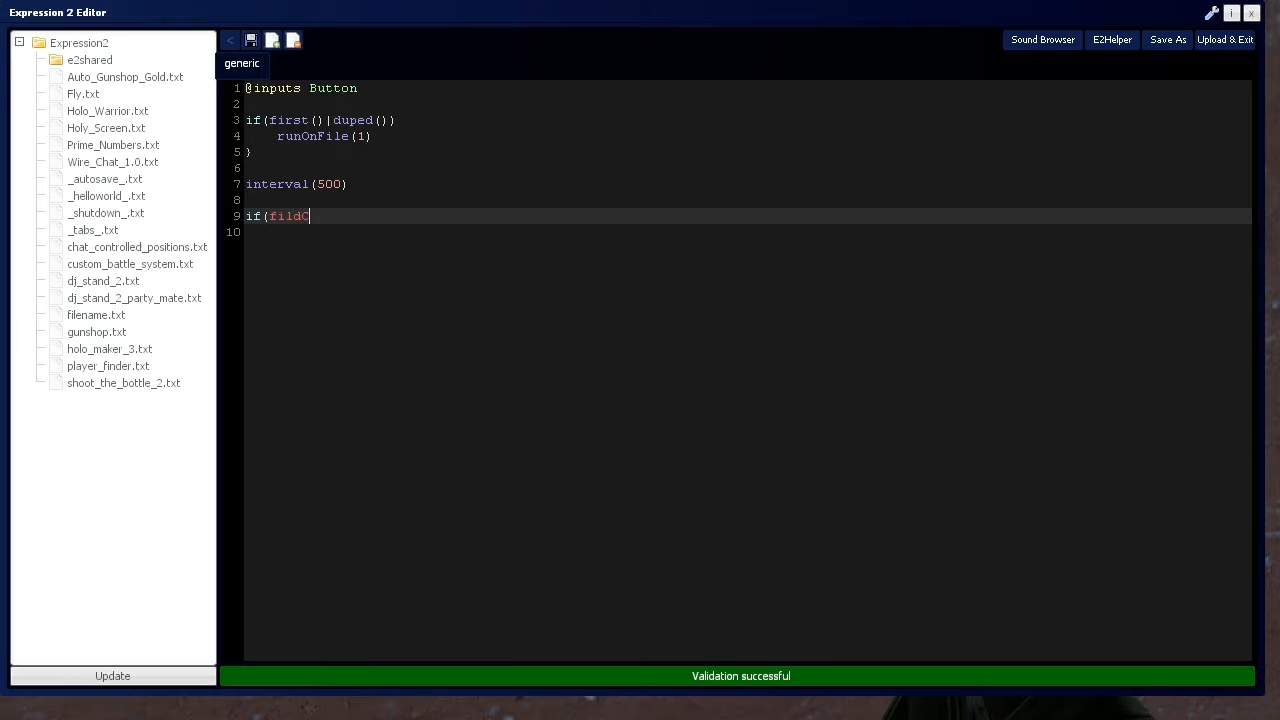 Expression 2 Editor
i
x
Expression2
e2shared
Auto_Gunshop_Gold.txt
Fly.txt
Holo_Warrior.txt
Holy_Screen.txt
Prime_Numbers.txt
Wire_Chat_1.0.txt
_autosave_.txt
_helloworld_.txt
_shutdown_.txt
_tabs_.txt
chat_controlled_positions.txt
custom_battle_system.txt
dj_stand_2.txt
dj_stand_2_party_mate.txt
filename.txt
gunshop.txt
holo_maker_3.txt
player_finder.txt
shoot_the_bottle_2.txt
Update
<
Sound Browser
E2Helper
Save As
Upload & Exit
generic
1 @inputs Button
2
3 if(first()|duped())
4 runOnFile(1)
5 }
6
7 interval(500)
8
9 if(fildC
10
Validation successful